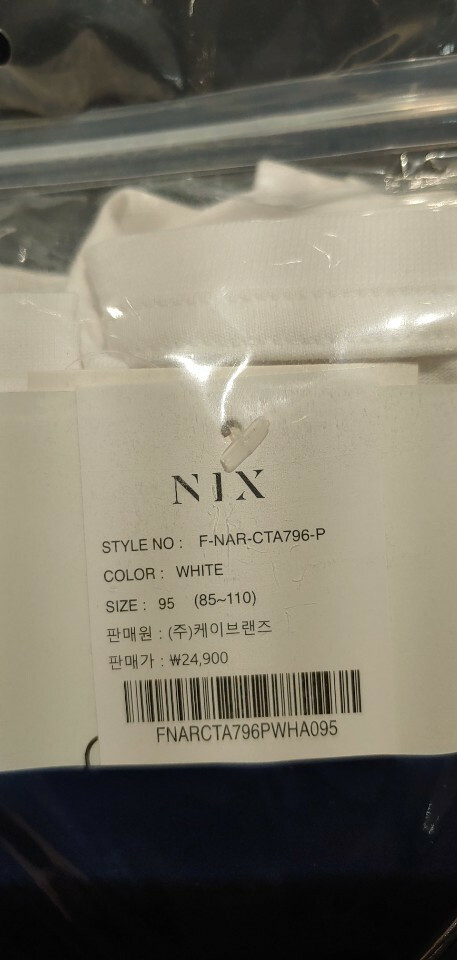 NIX
STYLE NO : F-NAR-CTA796-P
COLOR : WHITE
SIZE : 95 (85~110)
판매원 : (주)케이브랜즈
판매가 : ₩24,900
FNARCTA796PWHA095